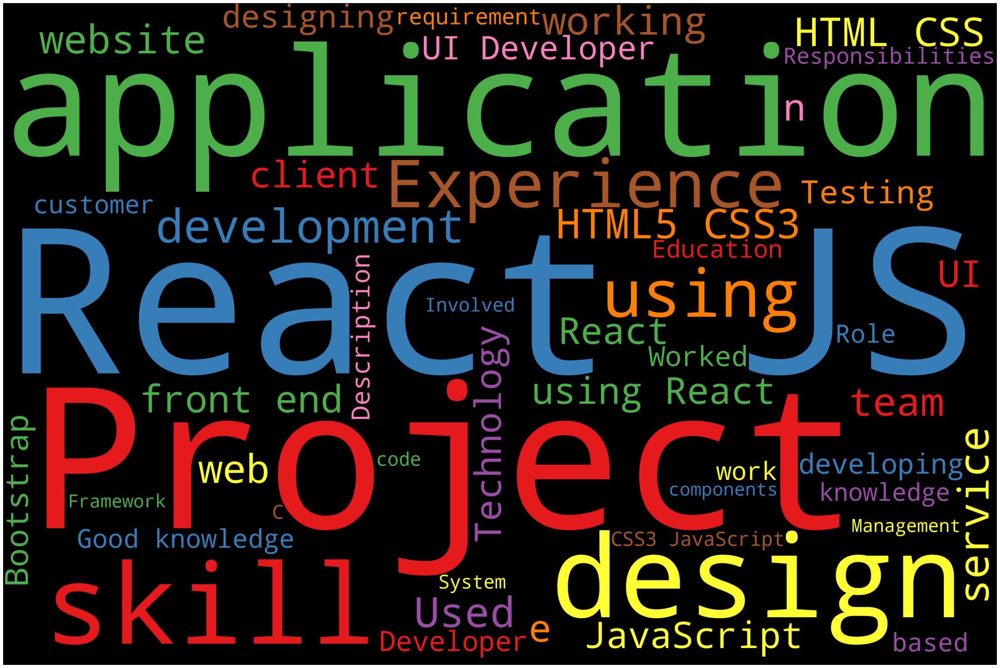 designing
requirement
working
website
UI Developer
HTML CSS
Responsibilities
application
n
client
Experience
Testing
customer
development
HTML5 CSS3
Education
React JS
UI
using
Description
Involved
React
Role
Technology
Worked
front end
using React
team
Project
Bootstrap
service
web
code
work
developing
components
knowledge
Framework
C
Management
Good knowledge
CSS3 JavaScript
design
skill
System
Used
e
Developer
JavaScript
based